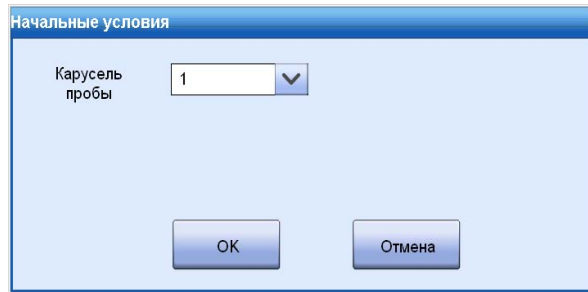 Начальные условия
Карусель
пробы
1
OK
Отмена